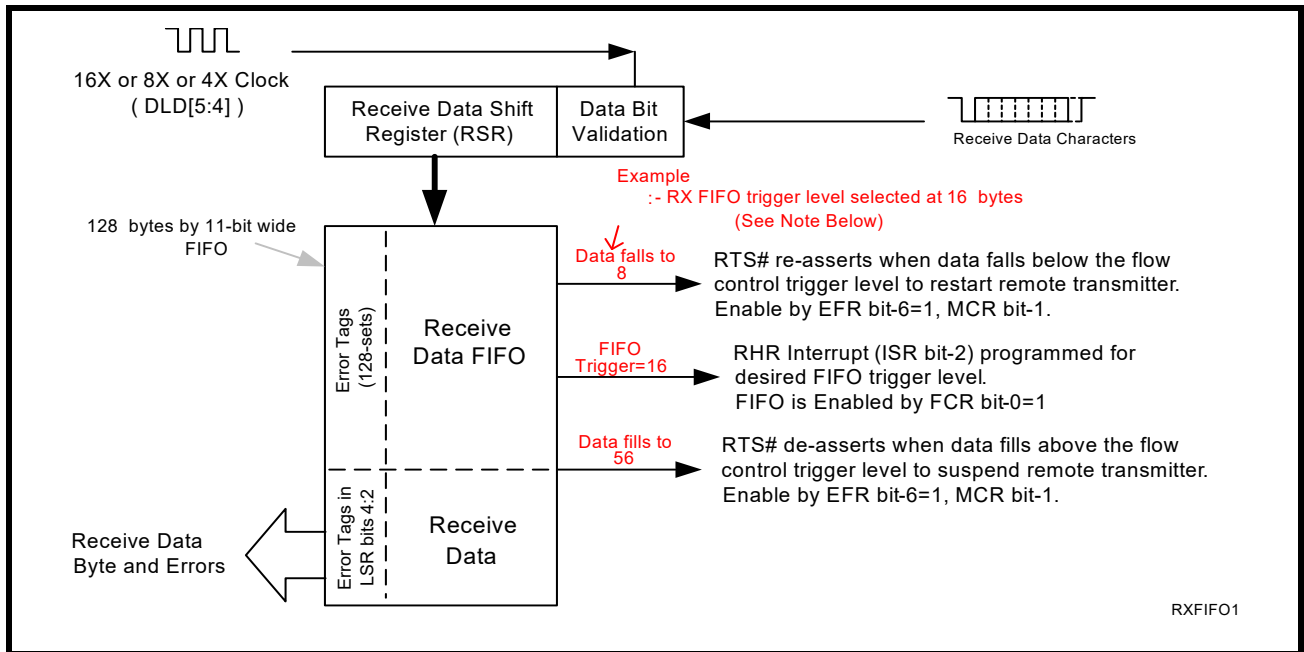 16X or 8X or 4X Clock
( DLD[5:4] )
Receive Data Shift
Register (RSR)
Data Bit
Validation
Receive Data Characters
Example
:- RX FIFO trigger level selected at 16 bytes
(See Note Below)
128 bytes by 11-bit wide
FIFO
Data falls to
8
RTS# re-asserts when data falls below the flow
control trigger level to restart remote transmitter.
Enable by EFR bit-6=1, MCR bit-1.
Error Tags
(128-sets)
Receive
Data FIFO
FIFO
Trigger=16
RHR Interrupt (ISR bit-2) programmed for
desired FIFO trigger level.
FIFO is Enabled by FCR bit-0=1
Data fills to
56
RTS# de-asserts when data fills above the flow
control trigger level to suspend remote transmitter.
Enable by EFR bit-6=1, MCR bit-1.
Error Tags in
LSR bits 4:2
Receive
Data
Receive Data
Byte and Errors
RXFIFO1